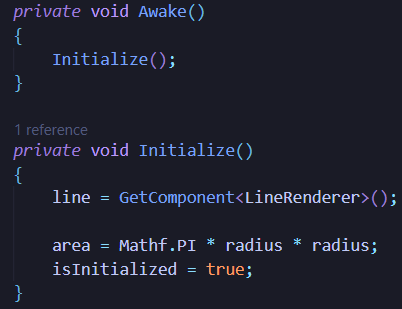 private void Awake()
{
    Initialize();
}
1 reference
private void Initialize()
{
    line = GetComponent<LineRenderer>();
    area = Mathf.PI * radius * radius;
    isInitialized = true;
}